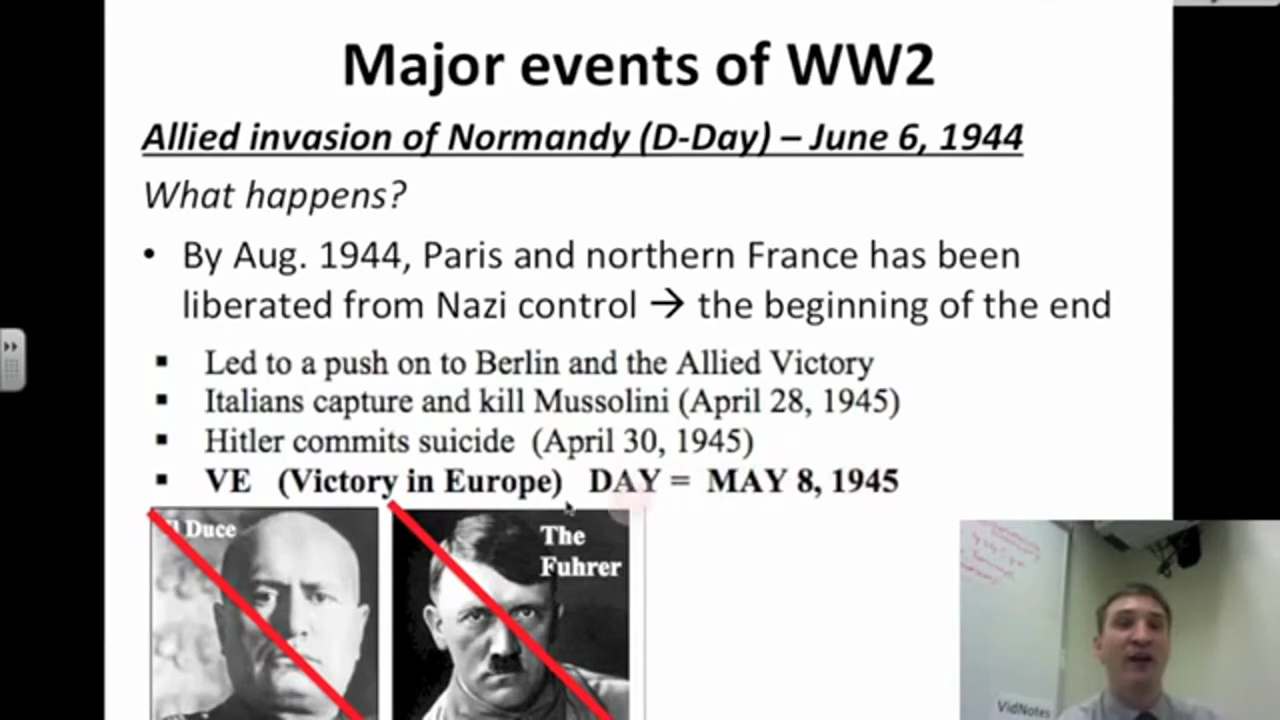 Major events of WW2
Allied invasion of Normandy (D-Day) – June 6, 1944
What happens?
• By Aug. 1944, Paris and northern France has been
liberated from Nazi control → the beginning of the end
▪ Led to a push on to Berlin and the Allied Victory
▪ Italians capture and kill Mussolini (April 28, 1945)
▪ Hitler commits suicide (April 30, 1945)
▪ VE (Victory in Europe) DAY = MAY 8, 1945
Duce
The
Fuhrer
VidNotes